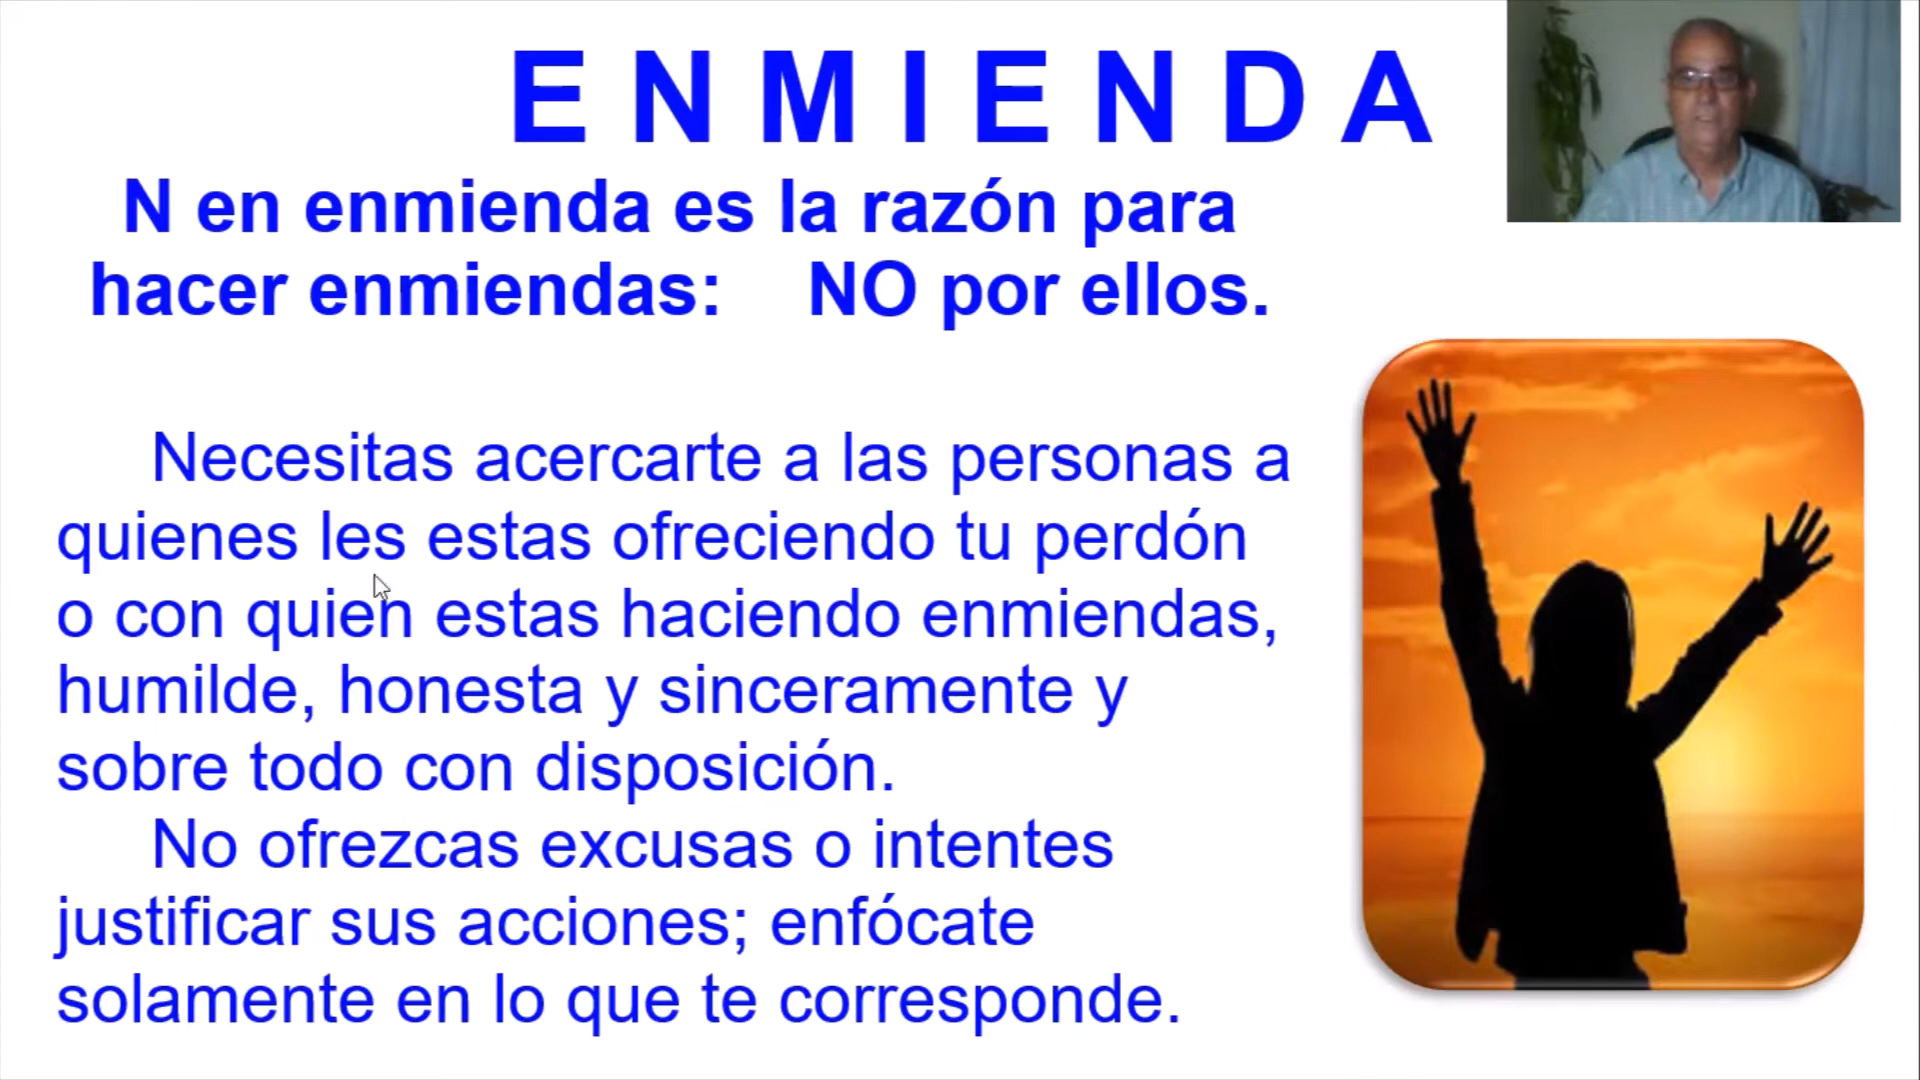 E N M I E N D A
N en enmienda es la razón para
hacer enmiendas: NO por ellos.
Necesitas acercarte a las personas a
quienes les estas ofreciendo tu perdón
o con quien estas haciendo enmiendas,
humilde, honesta y sinceramente y
sobre todo con disposición.
No ofrezcas excusas o intentes
justificar sus acciones; enfócate
solamente en lo que te corresponde.